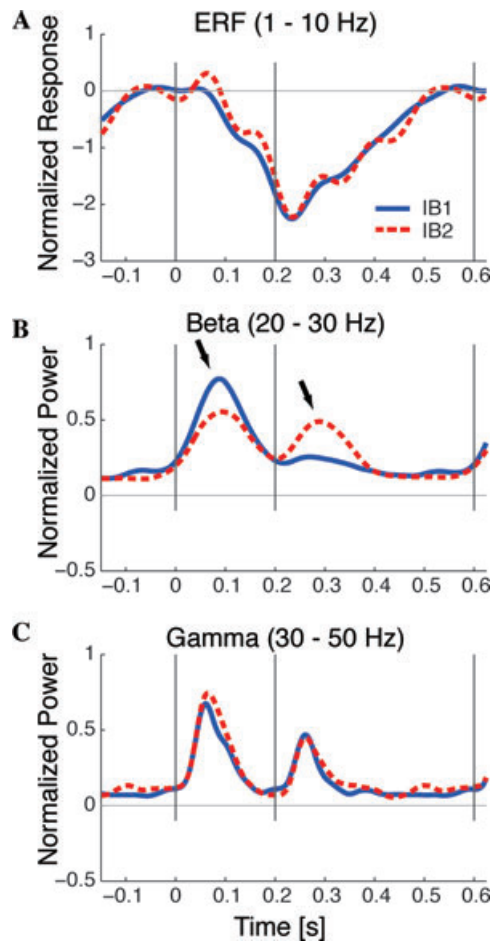 A
ERF (1 - 10 Hz)
Normalized Response
1
0
−1
−2
−3
IB1
IB2
−0.1 0 0.1 0.2 0.3 0.4 0.5 0.6
B
Beta (20 - 30 Hz)
Normalized Power
1
0.5
0
−0.5
−0.1 0 0.1 0.2 0.3 0.4 0.5 0.6
C
Gamma (30 - 50 Hz)
Normalized Power
1
0.5
0
−0.5
−0.1 0 0.1 0.2 0.3 0.4 0.5 0.6
Time [s]